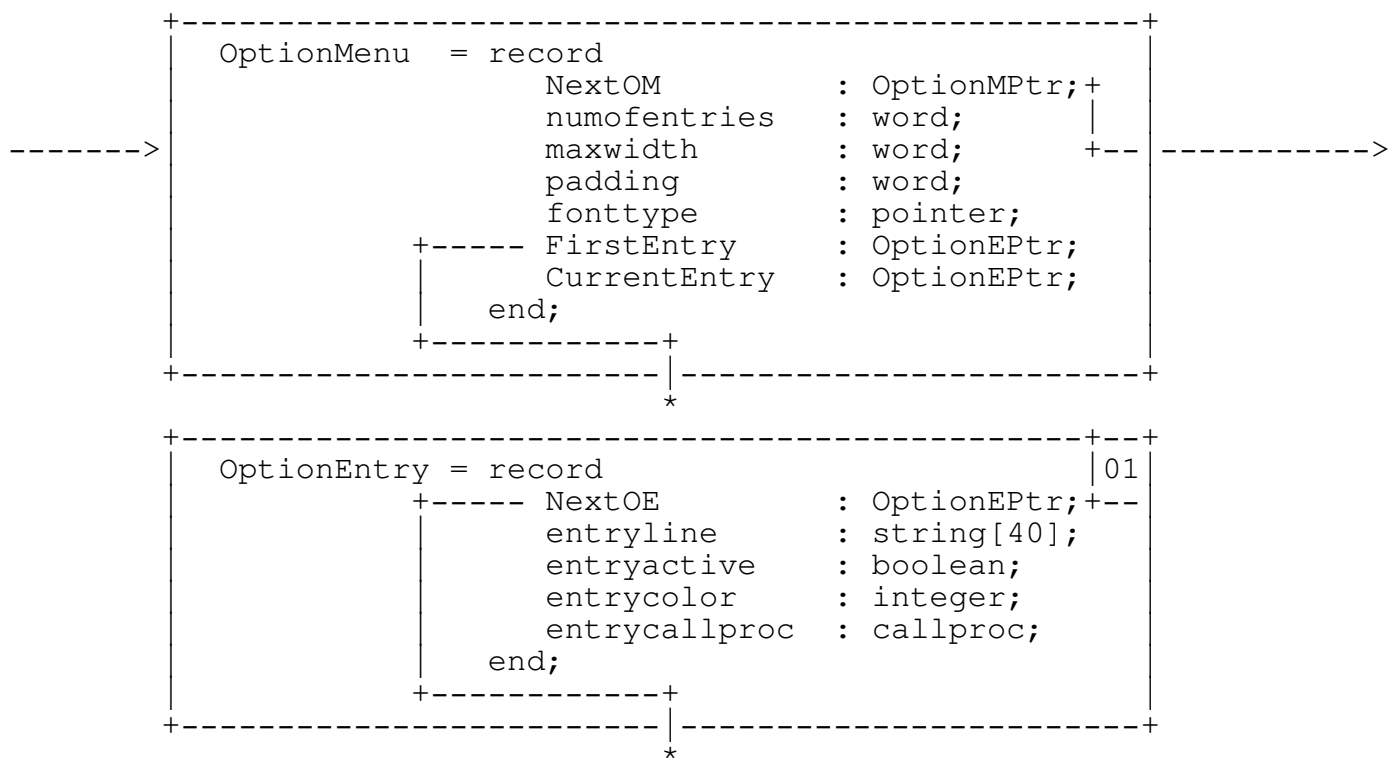 OptionMenu = record
NextOM : OptionMPtr;
numofentries : word;
maxwidth : word;
padding : word;
fonttype : pointer;
FirstEntry : OptionEPtr;
CurrentEntry : OptionEPtr;
end;
*
OptionEntry = record 01
NextOE : OptionEPtr;
entryline : string[40];
entryactive : boolean;
entrycolor : integer;
entrycallproc : callproc;
end;
*